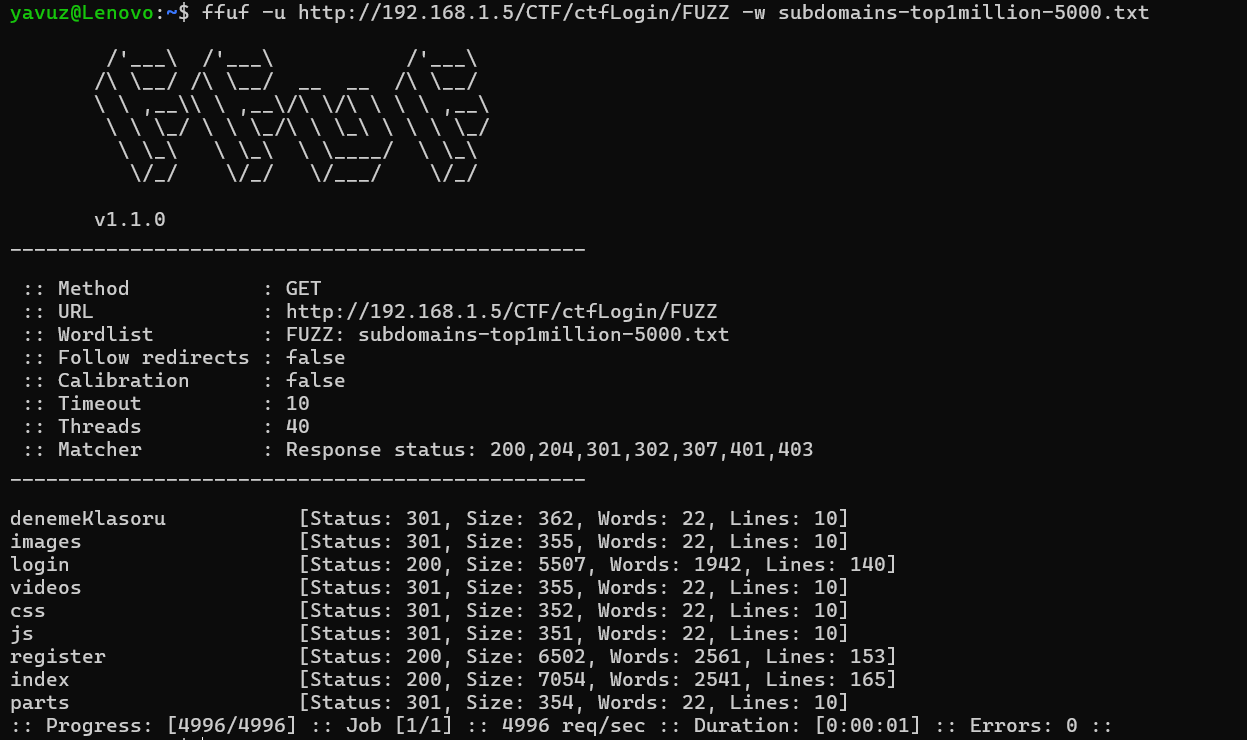 yavuz@Lenovo:~$ ffuf -u http://192.168.1.5/CTF/ctfLogin/FUZZ -w subdomains-top1million-5000.txt

        /'___\  /'___\           /'___\
       /\ \__/ /\ \__/  __  __  /\ \__/
       \ \ ,__\\ \ ,__\/\ \/\ \ \ \ ,__\
        \ \ \_/ \ \ \_/\ \ \_\ \ \ \ \_/
         \ \_\   \ \_\  \ \____/  \ \_\
          \/_/    \/_/   \/___/    \/_/

       v1.1.0
________________________________________________

 :: Method           : GET
 :: URL              : http://192.168.1.5/CTF/ctfLogin/FUZZ
 :: Wordlist         : FUZZ: subdomains-top1million-5000.txt
 :: Follow redirects : false
 :: Calibration      : false
 :: Timeout          : 10
 :: Threads          : 40
 :: Matcher          : Response status: 200,204,301,302,307,401,403
________________________________________________

denemeKlasoru           [Status: 301, Size: 362, Words: 22, Lines: 10]
images                  [Status: 301, Size: 355, Words: 22, Lines: 10]
login                   [Status: 200, Size: 5507, Words: 1942, Lines: 140]
videos                  [Status: 301, Size: 355, Words: 22, Lines: 10]
css                     [Status: 301, Size: 352, Words: 22, Lines: 10]
js                      [Status: 301, Size: 351, Words: 22, Lines: 10]
register                [Status: 200, Size: 6502, Words: 2561, Lines: 153]
index                   [Status: 200, Size: 7054, Words: 2541, Lines: 165]
parts                   [Status: 301, Size: 354, Words: 22, Lines: 10]
:: Progress: [4996/4996] :: Job [1/1] :: 4996 req/sec :: Duration: [0:00:01] :: Errors: 0 ::